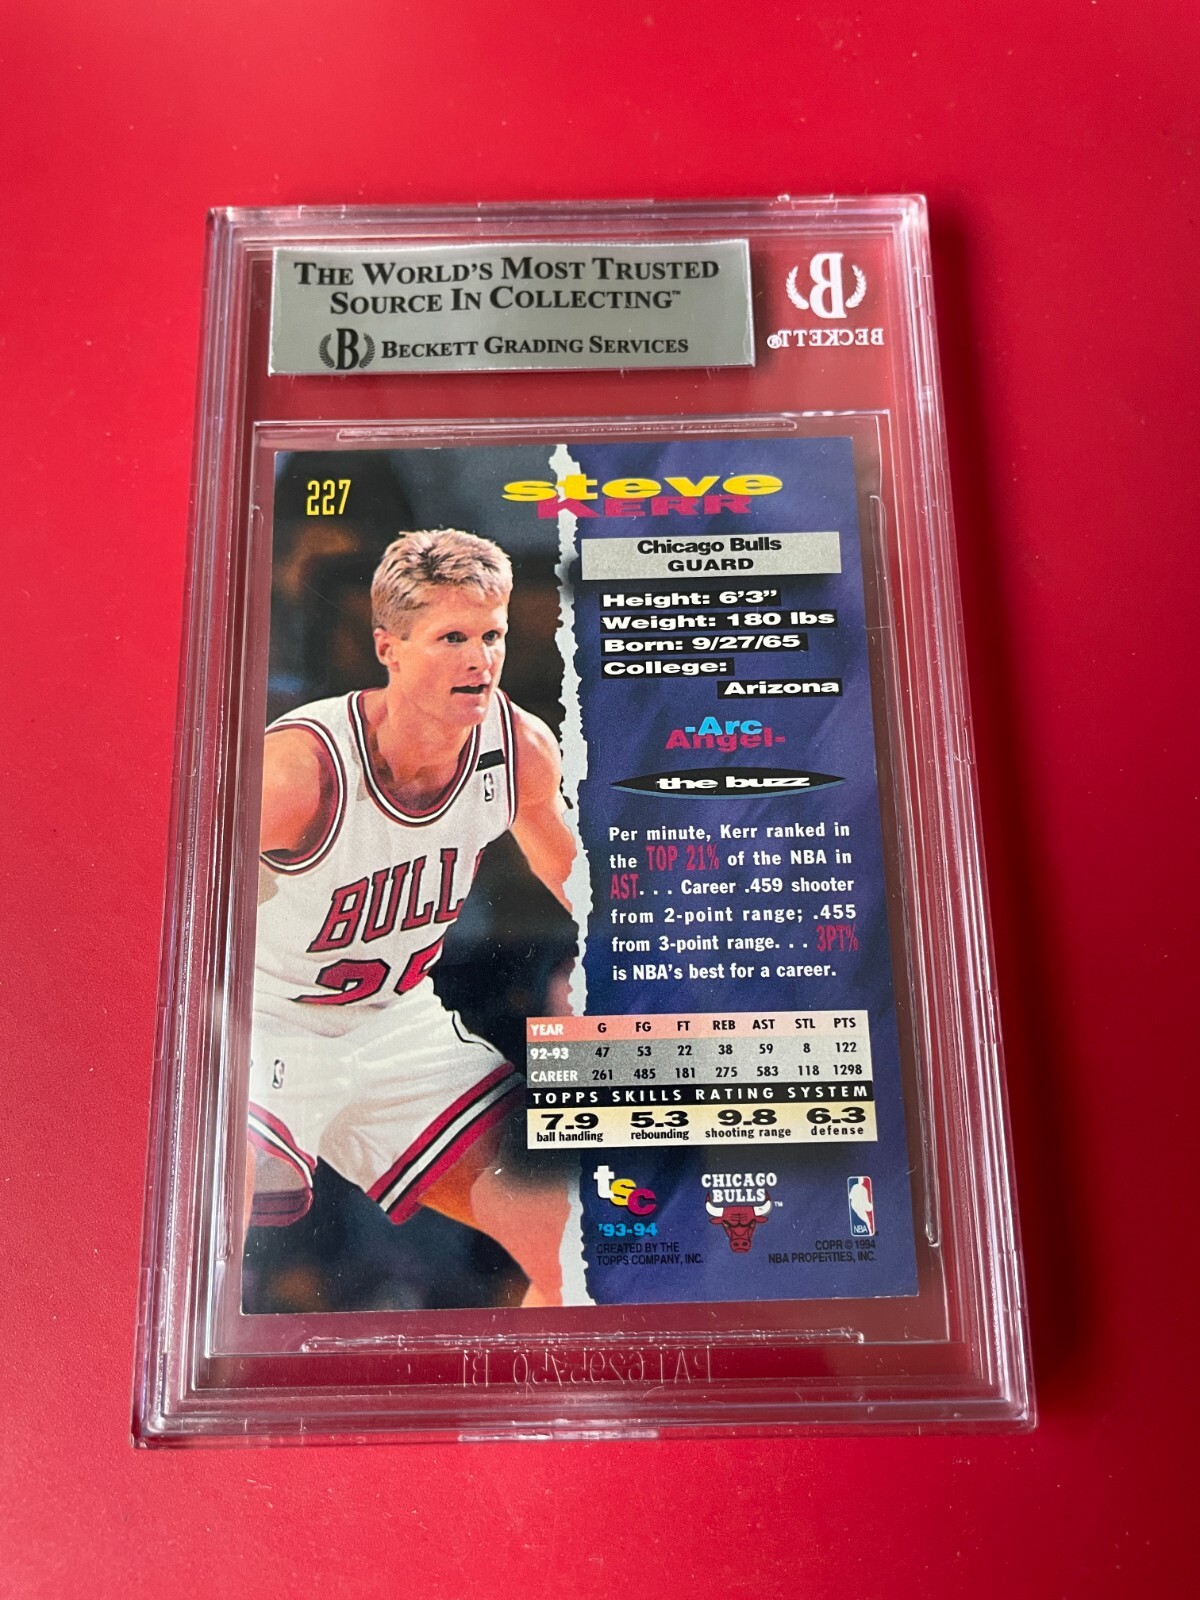 THE WORLD'S MOST TRUSTED
SOURCE IN COLLECTING™
B BECKETT GRADING SERVICES
B
BECKETT®
227
steve
KERR
Chicago Bulls
GUARD
Height: 6'3"
Weight: 180 lbs
Born: 9/27/65
College:
Arizona
-Arc
Angel-
the buzz
Per minute, Kerr ranked in
the TOP 21% of the NBA in
AST. . . Career .459 shooter
from 2-point range; .455
from 3-point range. . . 3PT%
is NBA's best for a career.
YEAR G FG FT REB AST STL PTS
92-93 47 53 22 38 59 8 122
CAREER 261 485 181 275 583 118 1298
TOPPS SKILLS RATING SYSTEM
7.9 5.3 9.8 6.3
ball handling rebounding shooting range defense
BULLS
25
tsc
'93-94
CREATED BY THE
TOPPS COMPANY, INC.
CHICAGO
BULLS™
NBA
COPR © 1994
NBA PROPERTIES, INC.